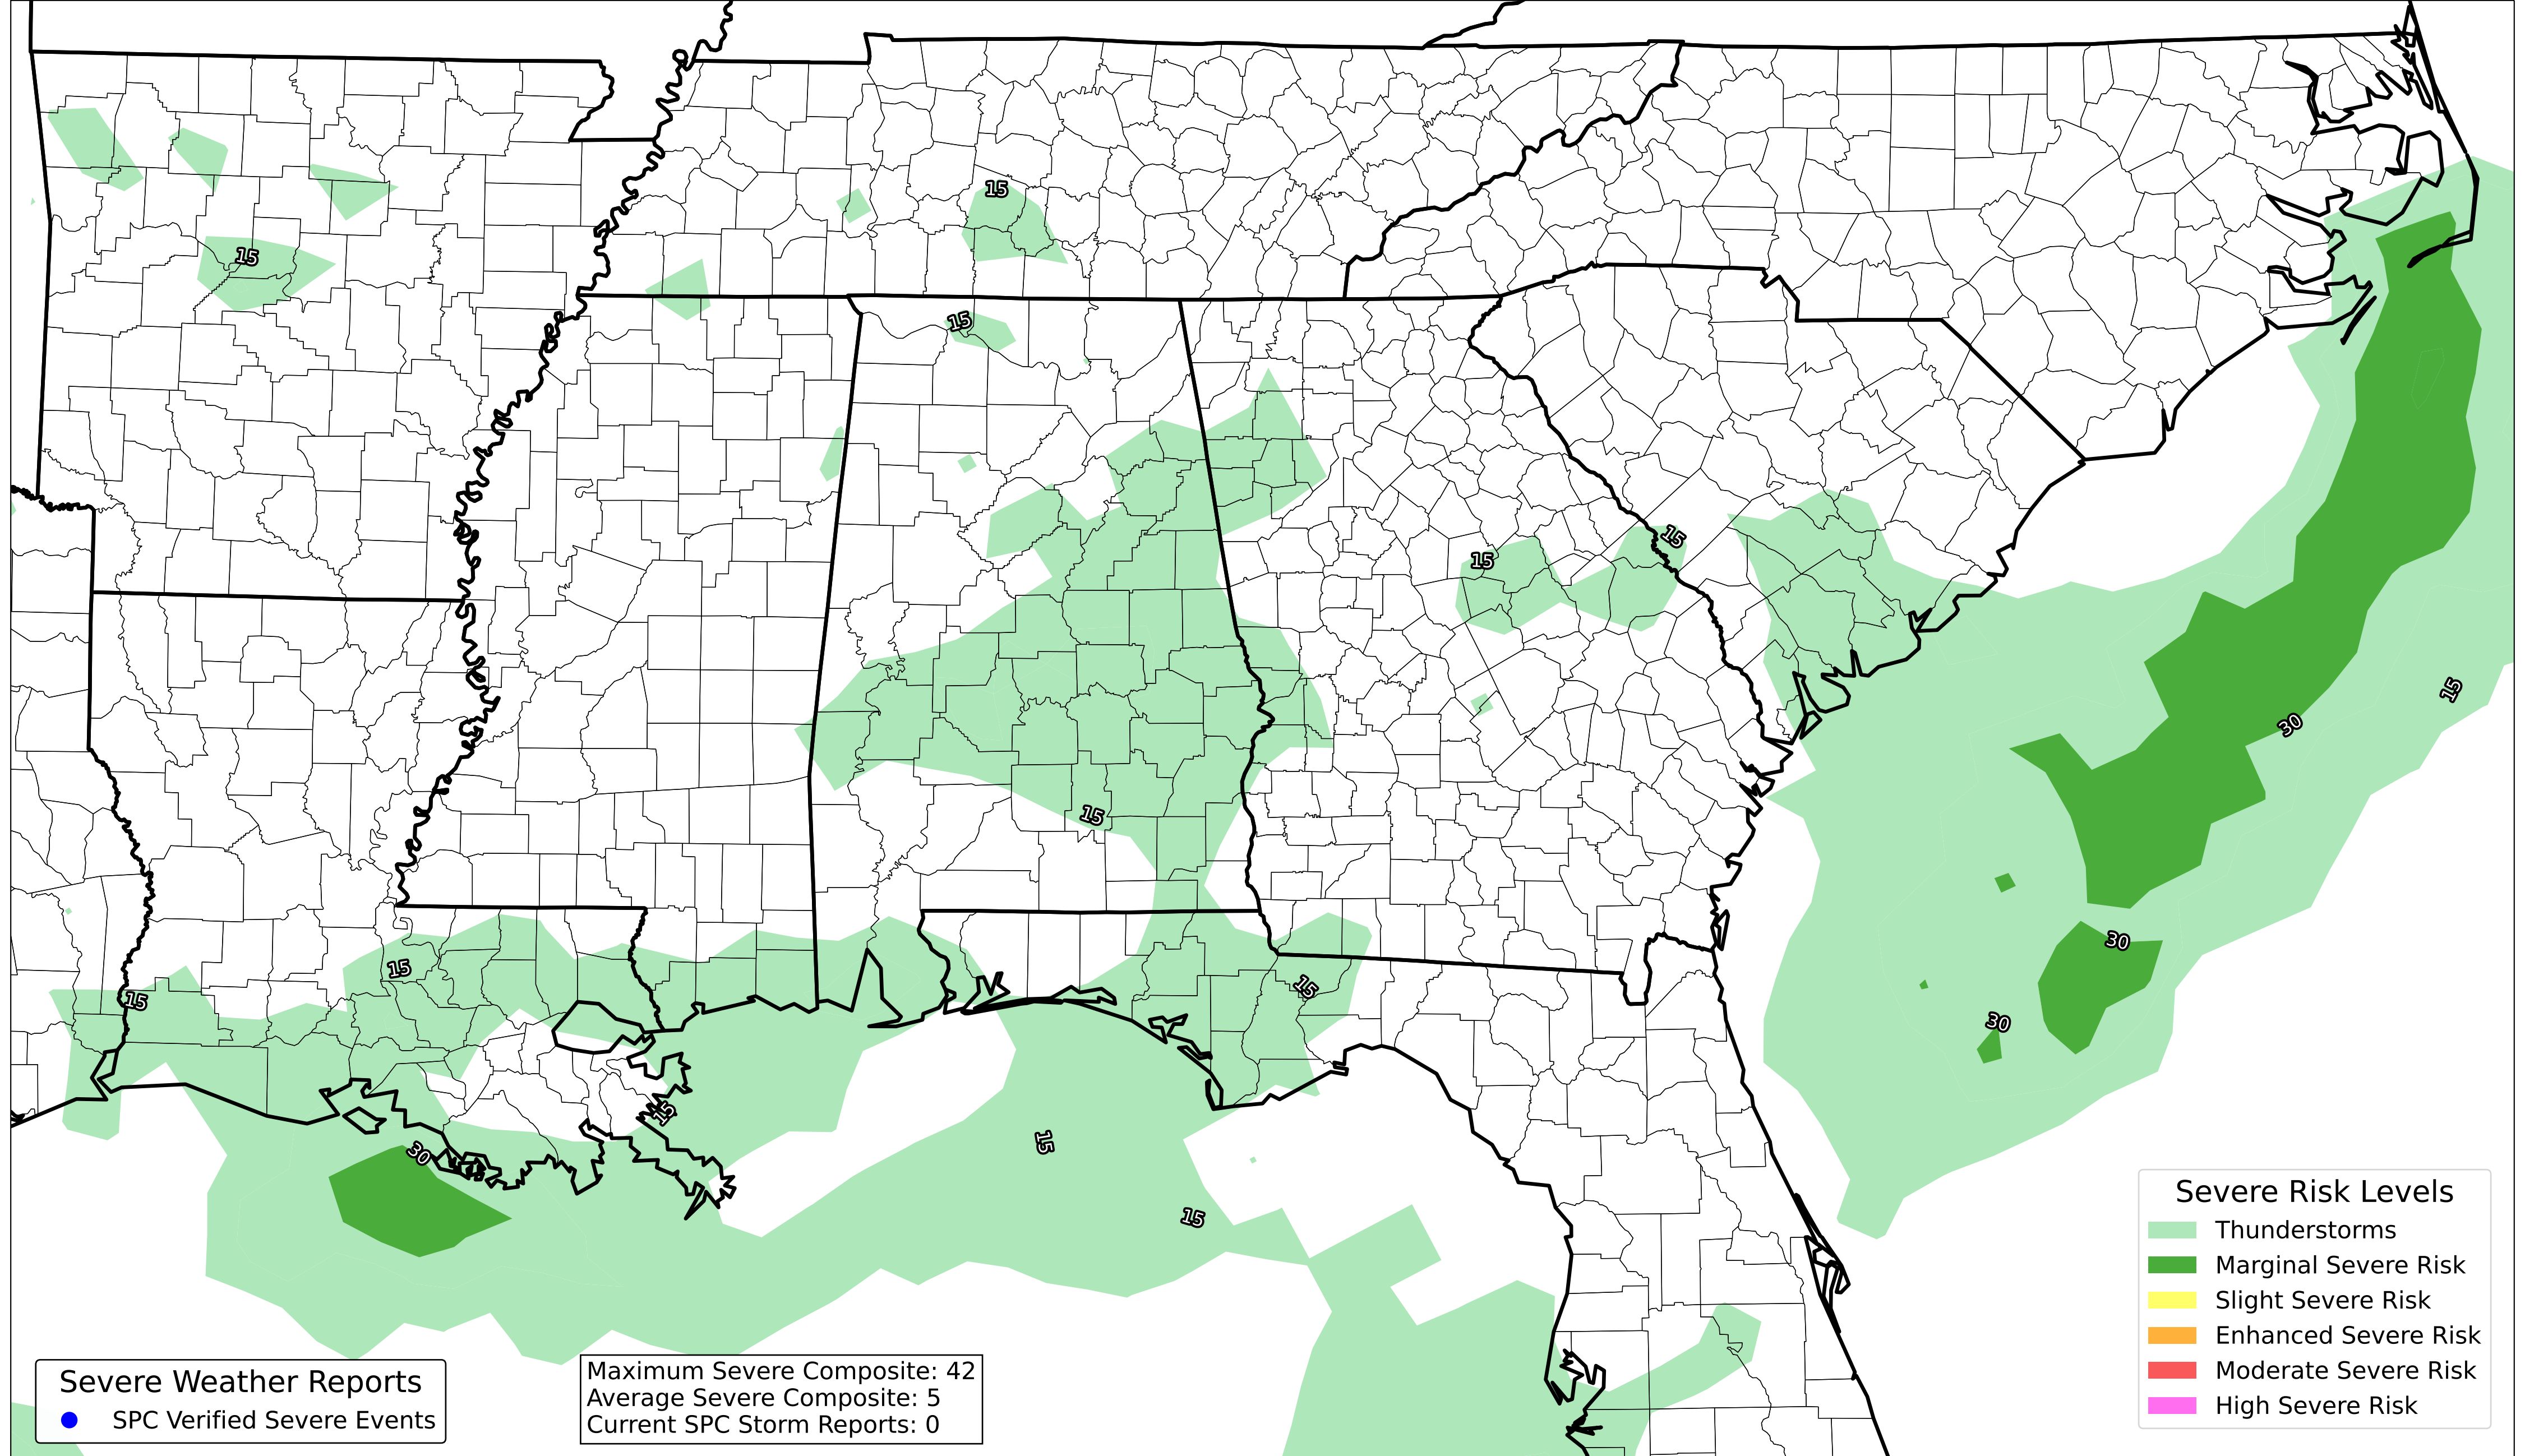 15
15
15
15
15
15
15
30
15
30
15
15
15
30
15
15
30
15
Severe Risk Levels
Thunderstorms
Marginal Severe Risk
Slight Severe Risk
Enhanced Severe Risk
Moderate Severe Risk
High Severe Risk
Severe Weather Reports
SPC Verified Severe Events
Maximum Severe Composite: 42
Average Severe Composite: 5
Current SPC Storm Reports: 0